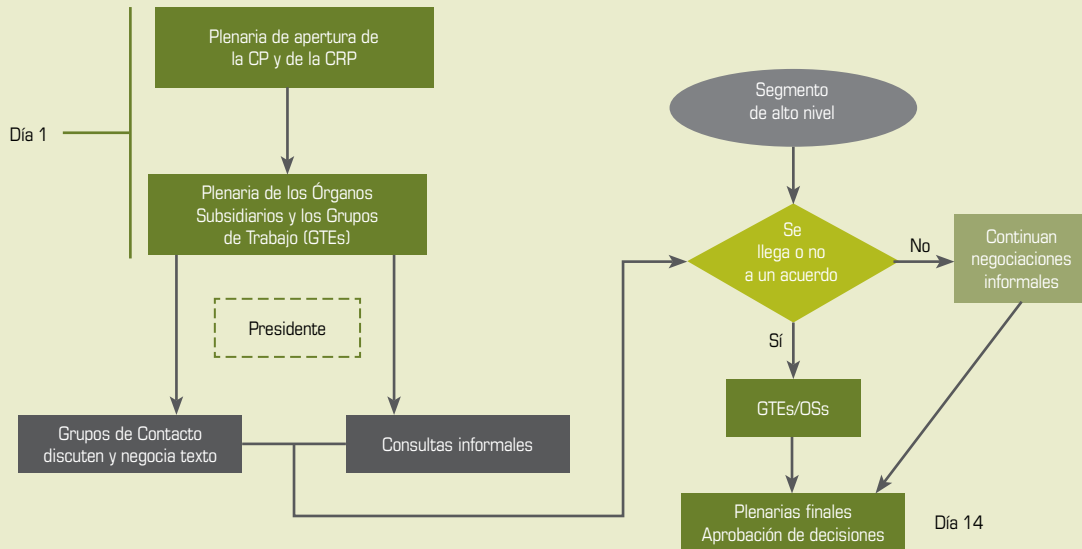 Plenaria de apertura de
la CP y de la CRP
Día 1
Plenaria de los Órganos
Subsidiarios y los Grupos
de Trabajo (GTEs)
Presidente
Grupos de Contacto
discuten y negocia texto
Consultas informales
Segmento
de alto nivel
Se
llega o no
a un acuerdo
No
Continuan
negociaciones
informales
Sí
GTEs/OSs
Plenarias finales
Aprobación de decisiones
Día 14